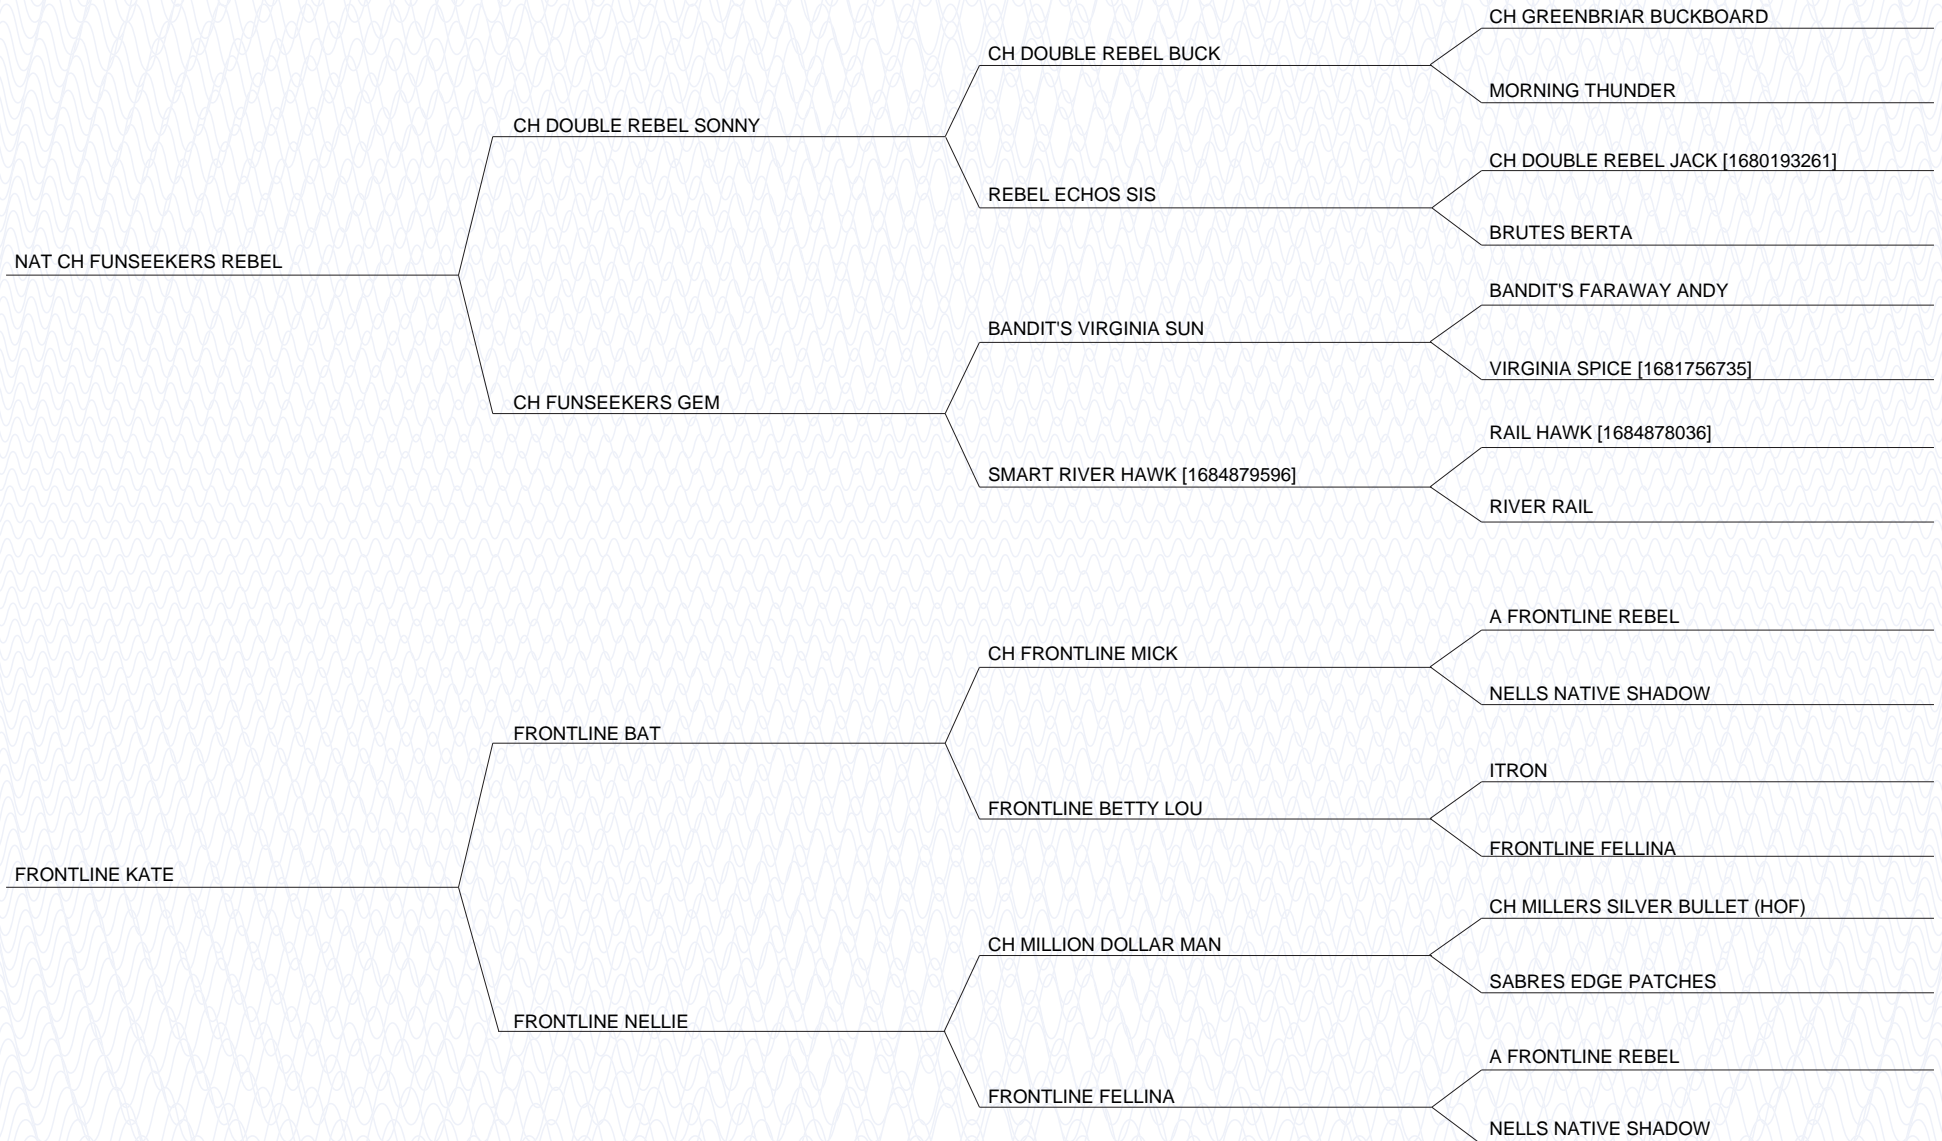 CH GREENBRIAR BUCKBOARD
CH DOUBLE REBEL BUCK
MORNING THUNDER
CH DOUBLE REBEL SONNY
CH DOUBLE REBEL JACK [1680193261]
REBEL ECHOS SIS
BRUTES BERTA
NAT CH FUNSEEKERS REBEL
BANDIT'S FARAWAY ANDY
BANDIT'S VIRGINIA SUN
VIRGINIA SPICE [1681756735]
CH FUNSEEKERS GEM
RAIL HAWK [1684878036]
SMART RIVER HAWK [1684879596]
RIVER RAIL
A FRONTLINE REBEL
CH FRONTLINE MICK
NELLS NATIVE SHADOW
FRONTLINE BAT
ITRON
FRONTLINE BETTY LOU
FRONTLINE FELLINA
FRONTLINE KATE
CH MILLERS SILVER BULLET (HOF)
CH MILLION DOLLAR MAN
SABRES EDGE PATCHES
FRONTLINE NELLIE
A FRONTLINE REBEL
FRONTLINE FELLINA
NELLS NATIVE SHADOW